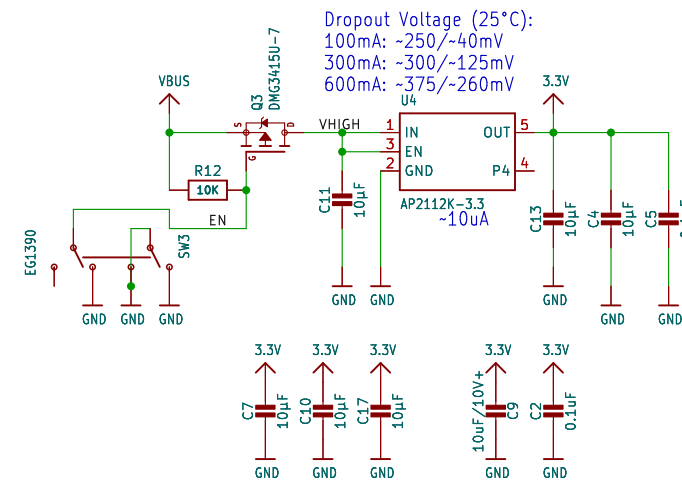 Dropout Voltage (25°C):
100mA: ~250/~40mV
300mA: ~300/~125mV
600mA: ~375/~260mV
VBUS
Q3
DMG3415U-7
S
D
G
VHIGH
U4
1
IN
3
EN
2
GND
OUT
5
P4
4
AP2112K-3.3
~10uA
3.3V
R12
10K
EN
C11
10µF
C13
10µF
C4
10µF
C5
EG1390
SW3
GND
GND
GND
GND
GND
GND
GND
GND
3.3V
3.3V
3.3V
3.3V
3.3V
C7
10µF
C10
10µF
C17
10µF
10uF/10V+
C9
C2
0.1uF
GND
GND
GND
GND
GND